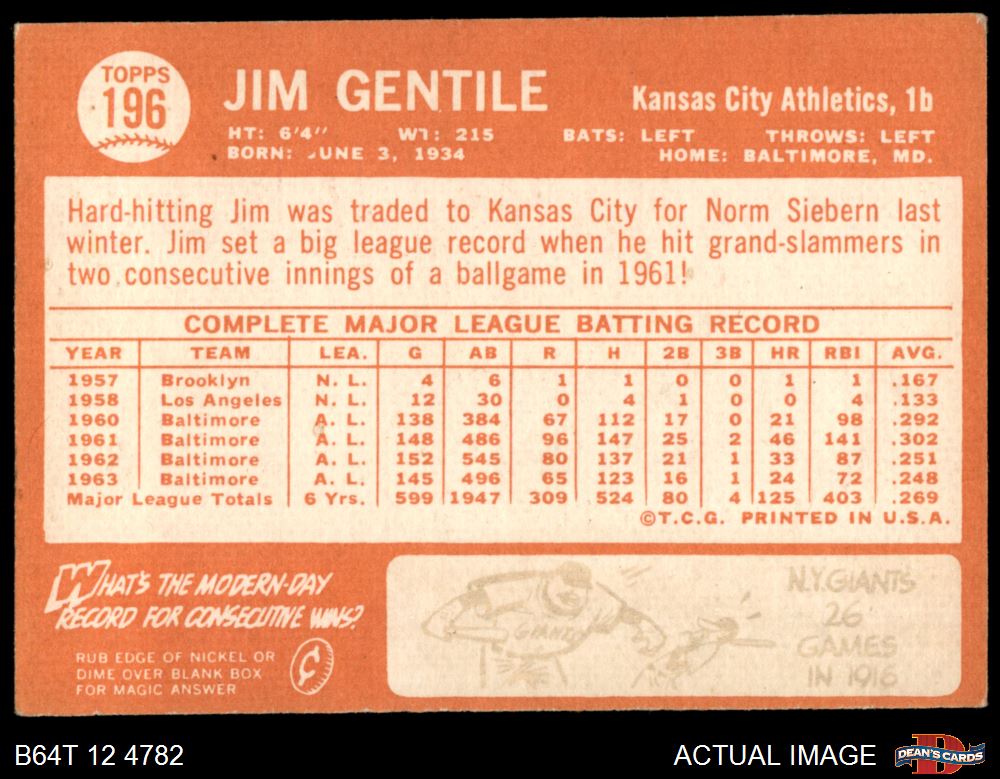 TOPPS
196
JIM GENTILE
Kansas City Athletics, 1b
HT: 6'4" WT: 215 BATS: LEFT THROWS: LEFT
BORN: JUNE 3, 1934 HOME: BALTIMORE, MD.
Hard-hitting Jim was traded to Kansas City for Norm Siebern last
winter. Jim set a big league record when he hit grand-slammers in
two consecutive innings of a ballgame in 1961!
COMPLETE MAJOR LEAGUE BATTING RECORD
YEAR TEAM LEA. G AB R H 2B 3B HR RBI AVG.
1957 Brooklyn N. L. 4 6 1 1 0 0 1 1 .167
1958 Los Angeles N. L. 12 30 0 4 1 0 0 4 .133
1960 Baltimore A. L. 138 384 67 112 17 0 21 98 .292
1961 Baltimore A. L. 148 486 96 147 25 2 46 141 .302
1962 Baltimore A. L. 152 545 80 137 21 1 33 87 .251
1963 Baltimore A. L. 145 496 65 123 16 1 24 72 .248
Major League Totals 6 Yrs. 599 1947 309 524 80 4 125 403 .269
©T.C.G. PRINTED IN U.S.A.
WHAT'S THE MODERN-DAY
RECORD FOR CONSECUTIVE WINS?
RUB EDGE OF NICKEL OR
DIME OVER BLANK BOX
FOR MAGIC ANSWER
¢
GIANTS
N.Y. GIANTS
26
GAMES
IN 1916
B64T 12 4782
ACTUAL IMAGE
DEAN'S CARDS